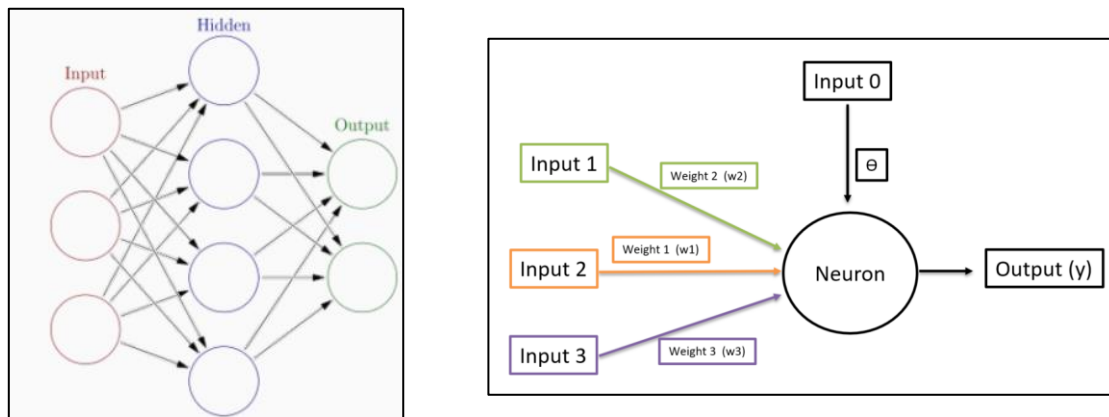 Hidden
Input
Output
Input 0
Θ
Input 1
Weight 2 (w2)
Input 2
Weight 1 (w1)
Neuron
Output (y)
Input 3
Weight 3 (w3)